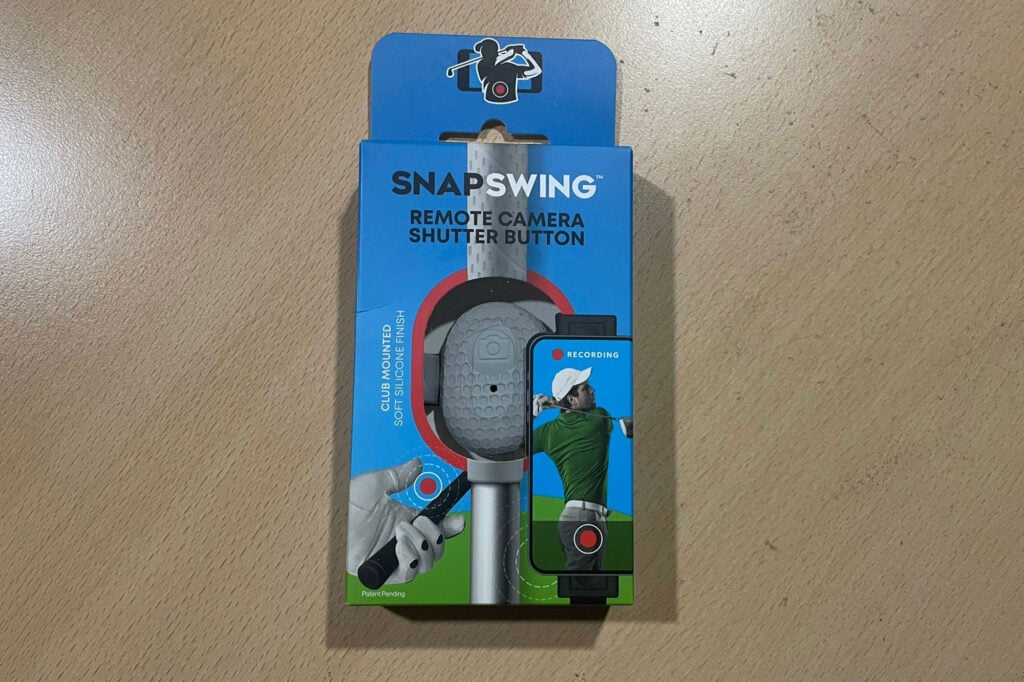 SNAPSWING™
REMOTE CAMERA
SHUTTER BUTTON
CLUB MOUNTED
SOFT SILICONE FINISH
RECORDING
Patent Pending